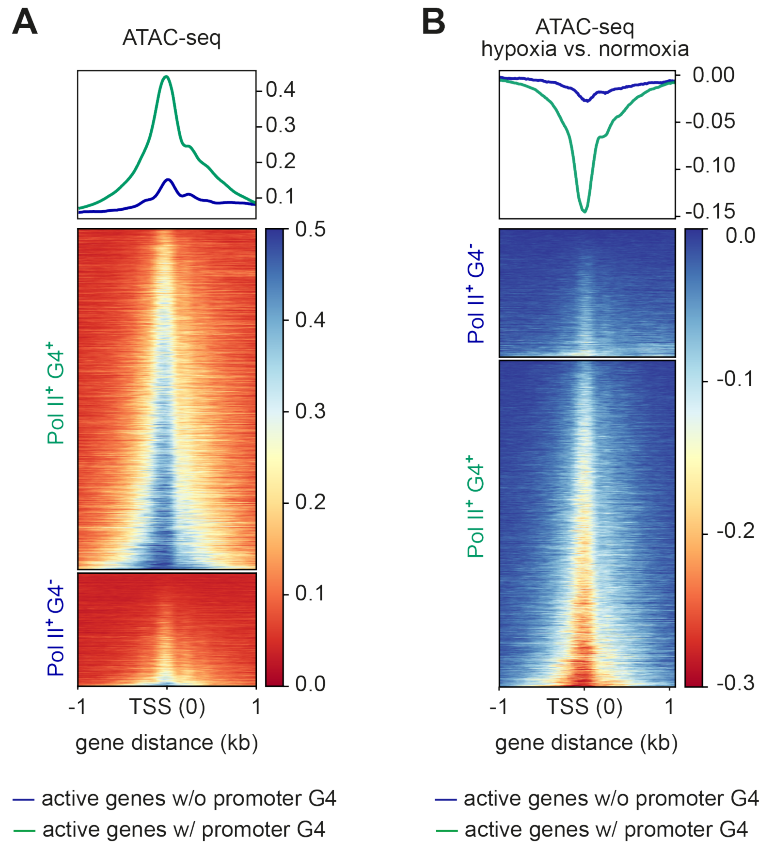 A
ATAC-seq
0.4
0.3
0.2
0.1
Pol II+ G4+
Pol II+ G4-
0.5
0.4
0.3
0.2
0.1
0.0
-1
TSS (0)
1
gene distance (kb)
active genes w/o promoter G4
active genes w/ promoter G4
B
ATAC-seq
hypoxia vs. normoxia
0.00
-0.05
-0.10
-0.15
Pol II+ G4-
Pol II+ G4+
0.0
-0.1
-0.2
-0.3
-1
TSS (0)
1
gene distance (kb)
active genes w/o promoter G4
active genes w/ promoter G4